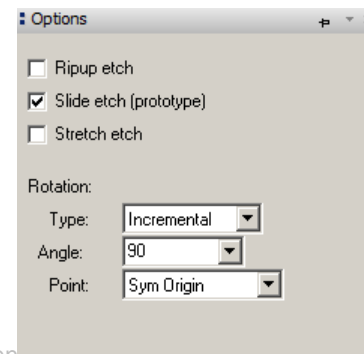 Options
Ripup etch
Slide etch (prototype)
Stretch etch
Rotation:
Type: Incremental
Angle: 90
Point: Sym Origin